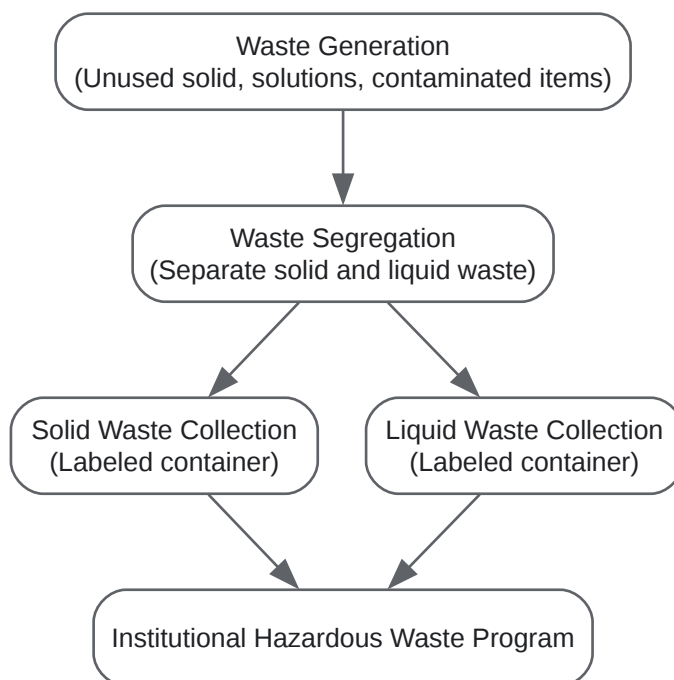 Waste Generation
(Unused solid, solutions, contaminated items)
Waste Segregation
(Separate solid and liquid waste)
Solid Waste Collection
(Labeled container)
Liquid Waste Collection
(Labeled container)
Institutional Hazardous Waste Program